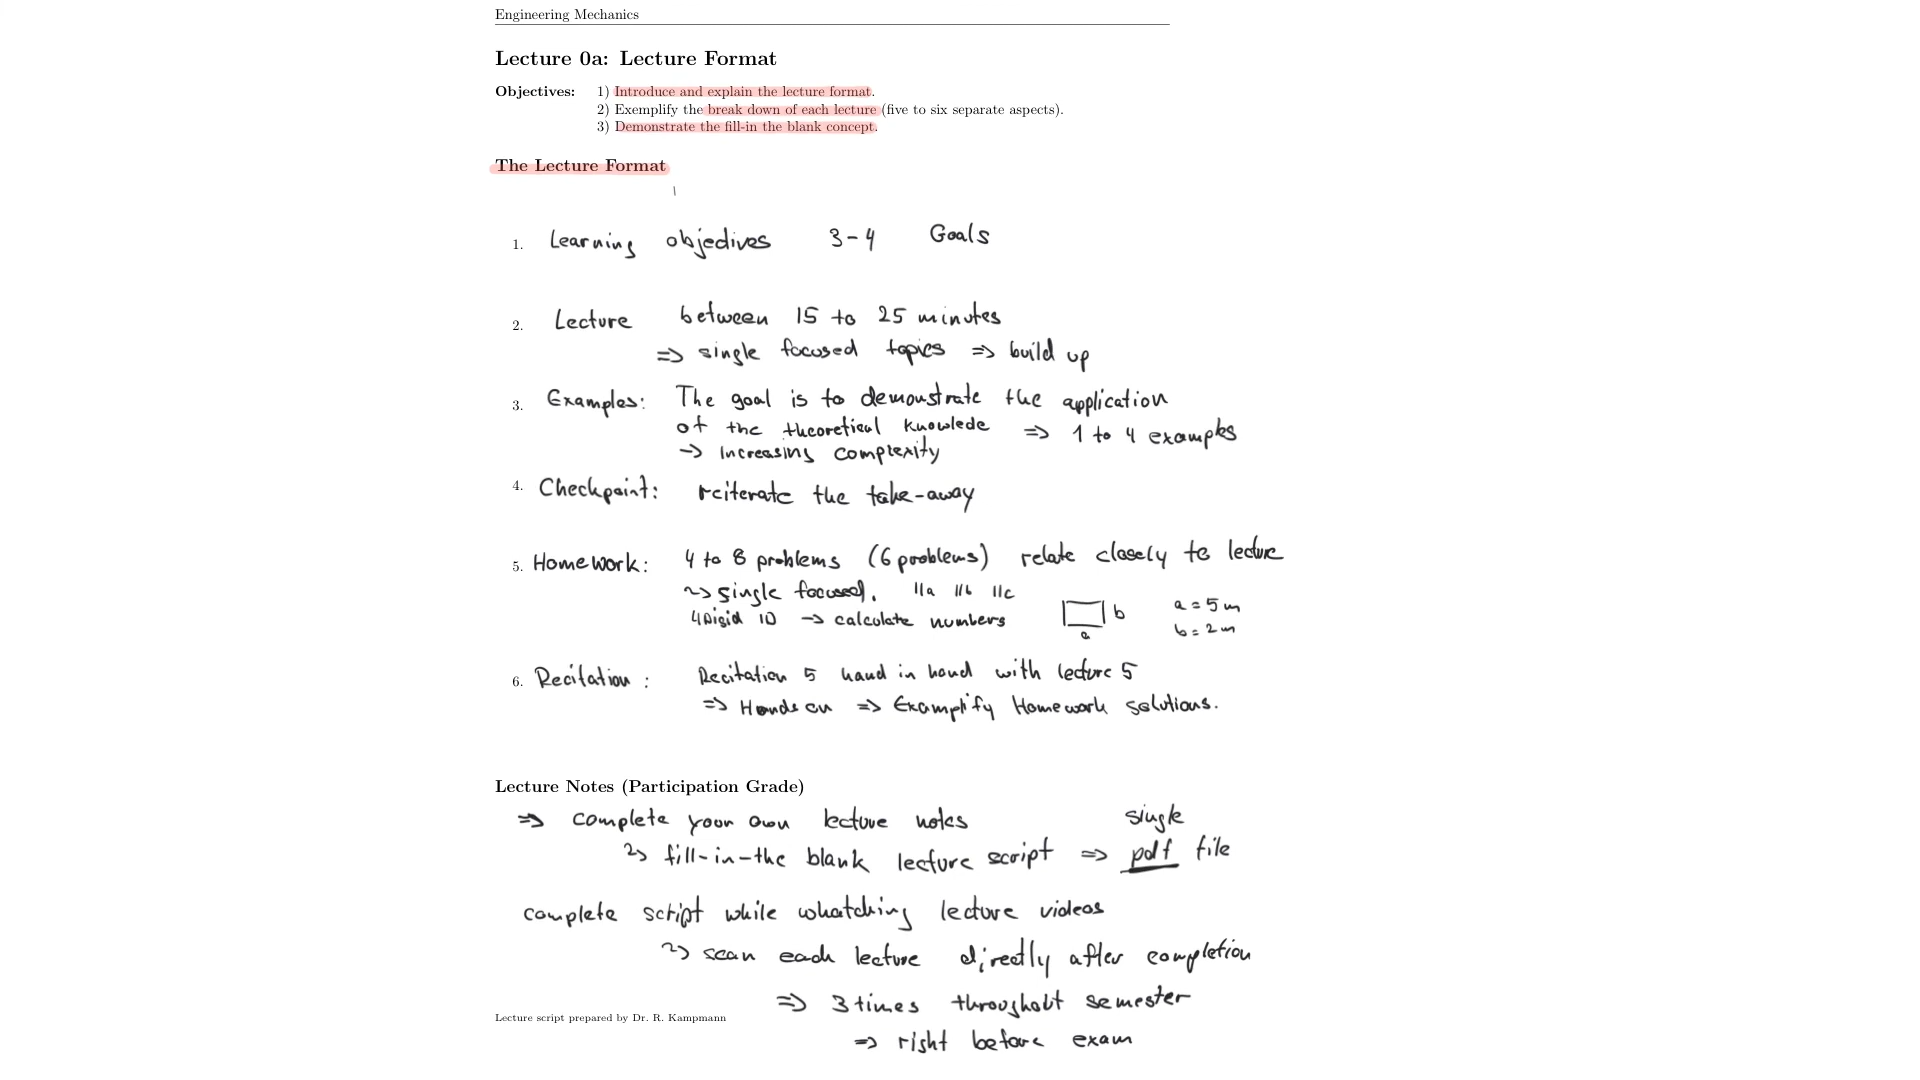 Engineering Mechanics
Lecture 0a: Lecture Format
Objectives: 1) Introduce and explain the lecture format.
2) Exemplify the break down of each lecture (five to six separate aspects).
3) Demonstrate the fill-in the blank concept.
The Lecture Format
1. Learning objedives 3-4 Goals
2. Lecture between 15 to 25 minutes
⇒ single focused topics ⇒ build up
3. Examples: The goal is to demonstrate the application
of the theoretical knowlede ⇒ 1 to 4 examples
→ increasing complexity
4. Checkpoint: reiterate the take-away
5. Homework: 4 to 8 problems (6 problems) relate closely to lecture
~> single focused. 11a 11b 11c
4 Digid ID → calculate numbers b a = 5 m
a b = 2 m
6. Recitation: Recitation 5 hand in hand with lecture 5
⇒ Hands on ⇒ Examplify Homework solutions.
Lecture Notes (Participation Grade)
⇒ complete your own lecture notes single
~> fill-in-the blank lecture script ⇒ pdf file
complete script while whatching lecture videos
~> scan each lecture directly after completion
⇒ 3 times throughout semester
Lecture script prepared by Dr. R. Kampmann
⇒ right before exam